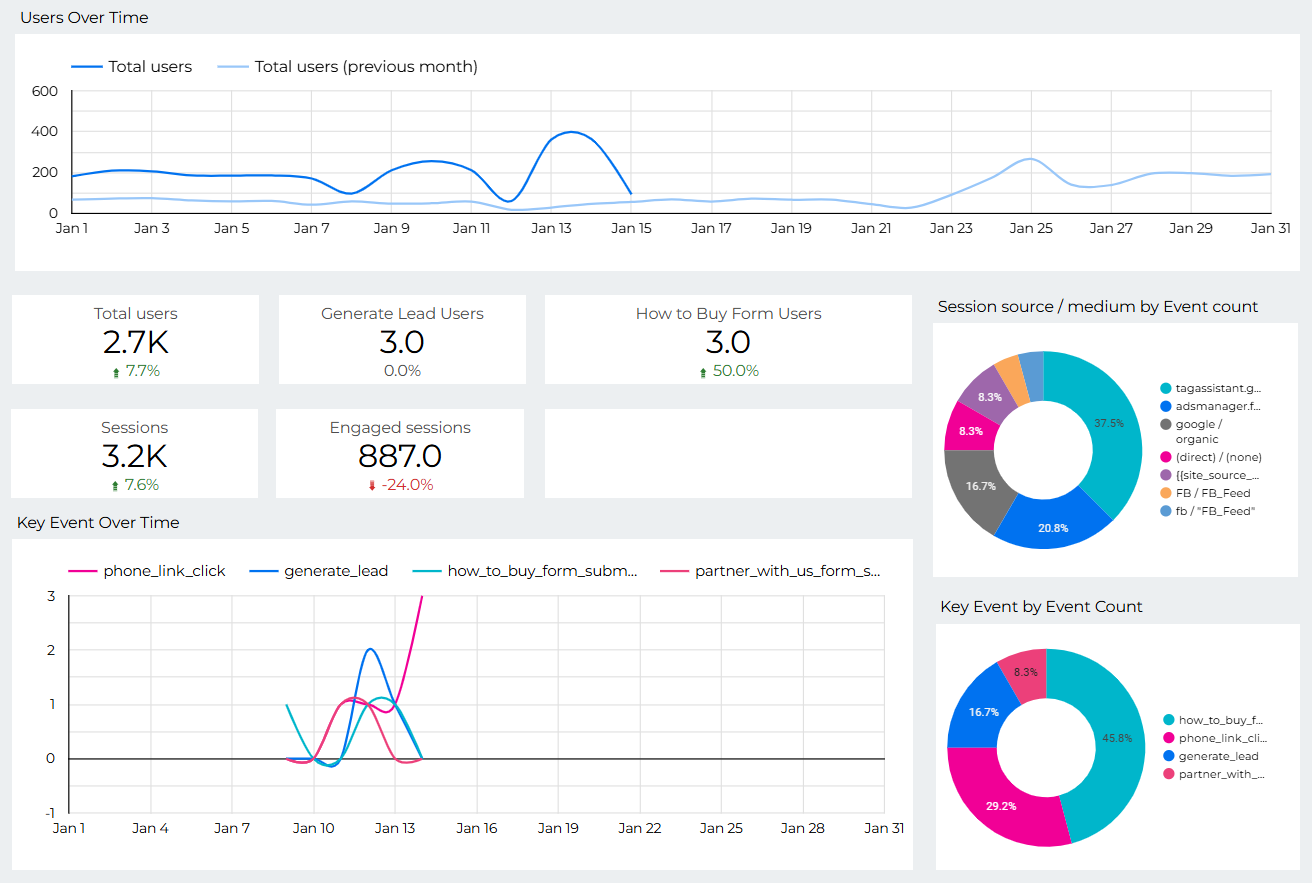 Users Over Time
Total users
Total users (previous month)
600
400
200
0
Jan 1
Jan 3
Jan 5
Jan 7
Jan 9
Jan 11
Jan 13
Jan 15
Jan 17
Jan 19
Jan 21
Jan 23
Jan 25
Jan 27
Jan 29
Jan 31
Total users
2.7K
7.7%
Generate Lead Users
3.0
0.0%
How to Buy Form Users
3.0
50.0%
Sessions
3.2K
7.6%
Engaged sessions
887.0
-24.0%
Session source / medium by Event count
37.5%
20.8%
16.7%
8.3%
8.3%
tagassistant.g...
adsmanager.f...
google /
organic
(direct) / (none)
{{site_source_...
FB / FB_Feed
fb / "FB_Feed"
Key Event Over Time
phone_link_click
generate_lead
how_to_buy_form_subm...
partner_with_us_form_s...
3
2
1
0
-1
Jan 1
Jan 4
Jan 7
Jan 10
Jan 13
Jan 16
Jan 19
Jan 22
Jan 25
Jan 28
Jan 31
Key Event by Event Count
45.8%
29.2%
16.7%
8.3%
how_to_buy_f...
phone_link_cli...
generate_lead
partner_with_...